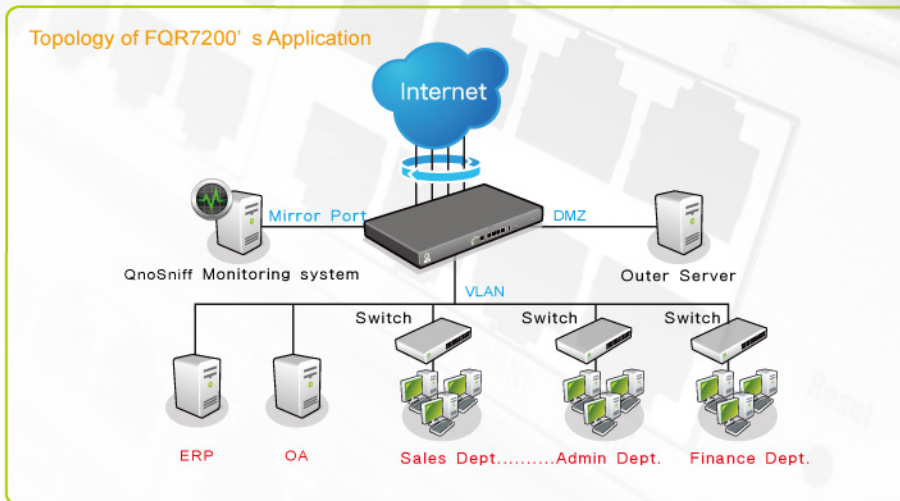 Topology of FQR7200's Application
Internet
Mirror Port
DMZ
QnoSniff Monitoring system
Outer Server
VLAN
Switch
Switch
Switch
ERP
OA
Sales Dept..........Admin Dept.
Finance Dept.
Reset